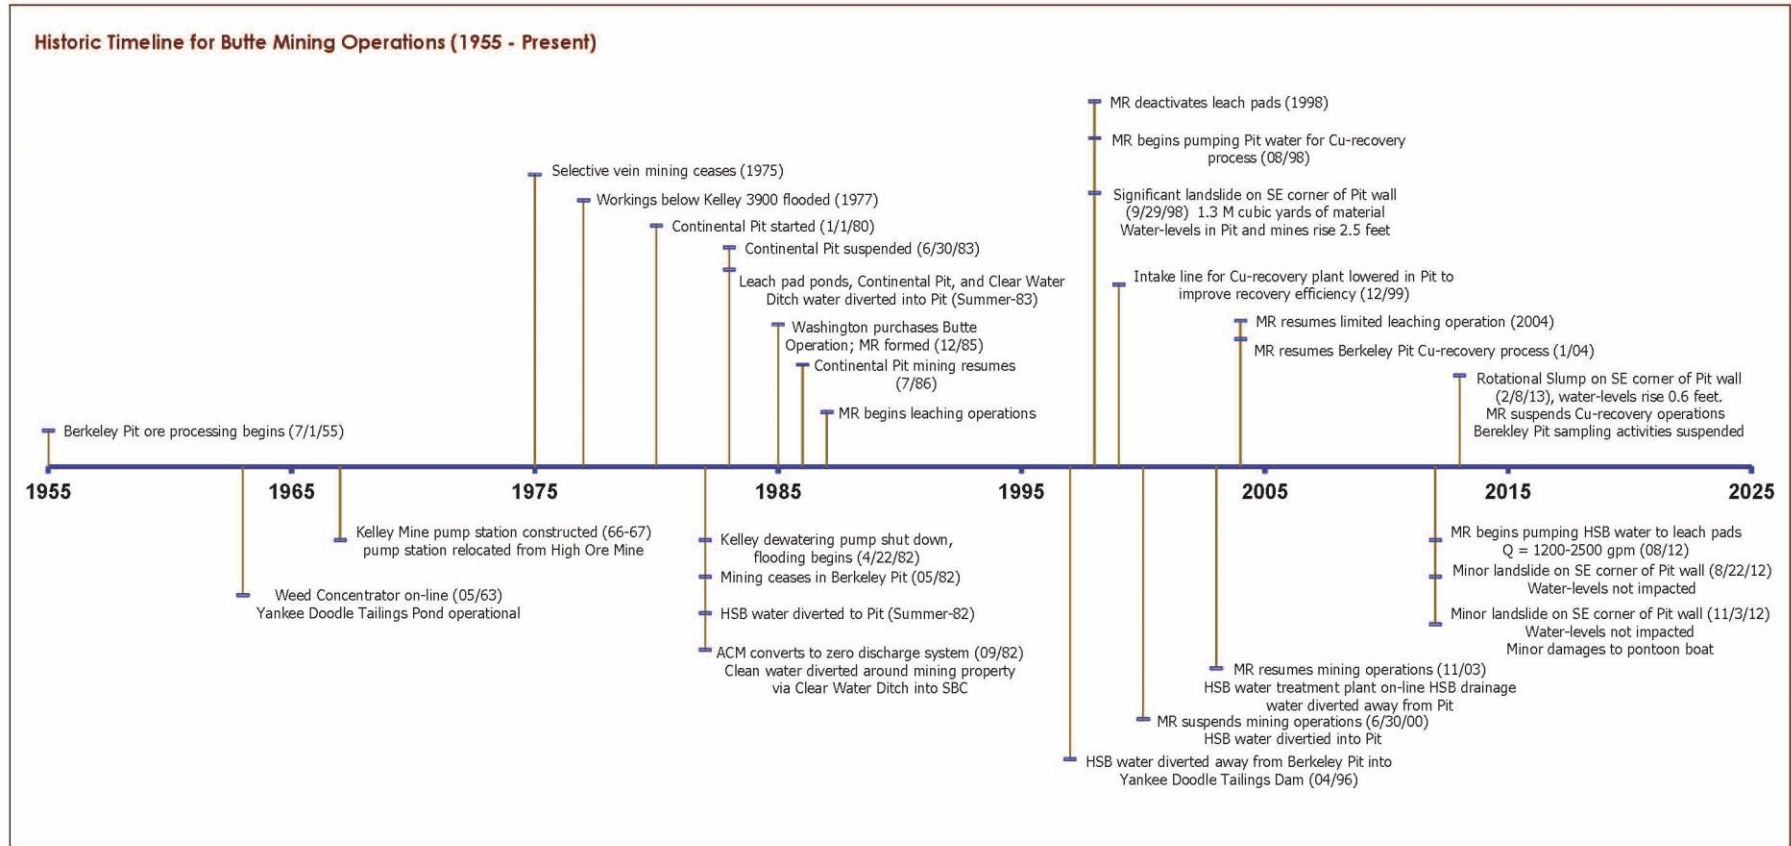 Historic Timeline for Butte Mining Operations (1955 - Present)
MR deactivates leach pads (1998)
MR begins pumping Pit water for Cu-recovery
process (08/98)
Selective vein mining ceases (1975)
Significant landslide on SE corner of Pit wall
(9/29/98) 1.3 M cubic yards of material
Water-levels in Pit and mines rise 2.5 feet
Workings below Kelley 3900 flooded (1977)
Continental Pit started (1/1/80)
Continental Pit suspended (6/30/83)
Leach pad ponds, Continental Pit, and Clear Water
Ditch water diverted into Pit (Summer-83)
Intake line for Cu-recovery plant lowered in Pit to
improve recovery efficiency (12/99)
Washington purchases Butte
Operation; MR formed (12/85)
MR resumes limited leaching operation (2004)
MR resumes Berkeley Pit Cu-recovery process (1/04)
Continental Pit mining resumes
(7/86)
Rotational Slump on SE corner of Pit wall
(2/8/13), water-levels rise 0.6 feet.
MR suspends Cu-recovery operations
Berekley Pit sampling activities suspended
MR begins leaching operations
Berkeley Pit ore processing begins (7/1/55)
1955
1965
1975
1985
1995
2005
2015
2025
Kelley Mine pump station constructed (66-67)
pump station relocated from High Ore Mine
Weed Concentrator on-line (05/63)
Yankee Doodle Tailings Pond operational
Kelley dewatering pump shut down,
flooding begins (4/22/82)
Mining ceases in Berkeley Pit (05/82)
HSB water diverted to Pit (Summer-82)
ACM converts to zero discharge system (09/82)
Clean water diverted around mining property
via Clear Water Ditch into SBC
MR begins pumping HSB water to leach pads
Q = 1200-2500 gpm (08/12)
Minor landslide on SE corner of Pit wall (8/22/12)
Water-levels not impacted
Minor landslide on SE corner of Pit wall (11/3/12)
Water-levels not impacted
Minor damages to pontoon boat
MR resumes mining operations (11/03)
HSB water treatment plant on-line HSB drainage
water diverted away from Pit
MR suspends mining operations (6/30/00)
HSB water divertied into Pit
HSB water diverted away from Berkeley Pit into
Yankee Doodle Tailings Dam (04/96)